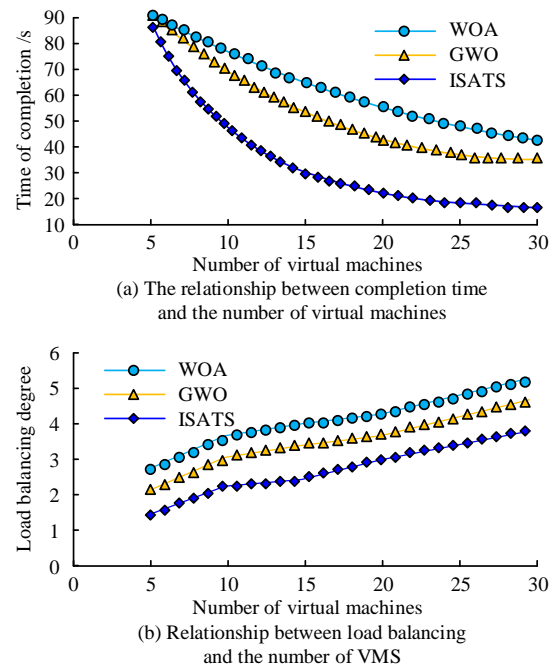 Time of completion /s
90
80
70
60
50
40
30
20
10
WOA
GWO
ISATS
0 5 10 15 20 25 30
Number of virtual machines
(a) The relationship between completion time
and the number of virtual machines
Load balancing degree
6
5
4
3
2
1
0
WOA
GWO
ISATS
0 5 10 15 20 25 30
Number of virtual machines
(b) Relationship between load balancing
and the number of VMS